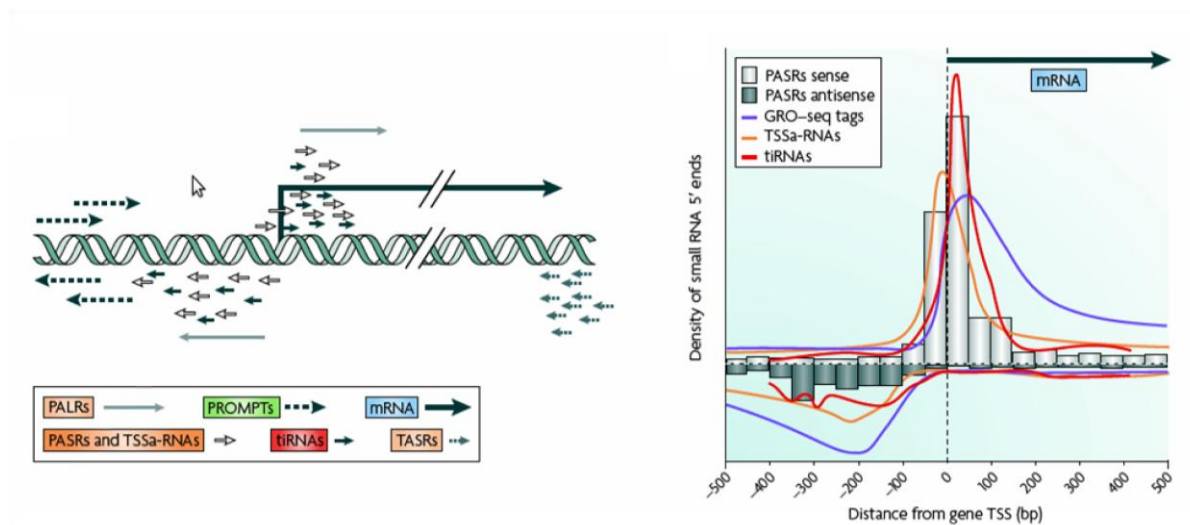 PALRs
PROMPTs
mRNA
PASRs and TSSa-RNAs
tiRNAs
TASRs
PASRs sense
PASRs antisense
GRO–seq tags
TSSa-RNAs
tiRNAs
mRNA
Density of small RNA 5′ ends
–500
–400
–300
–200
–100
0
100
200
300
400
500
Distance from gene TSS (bp)